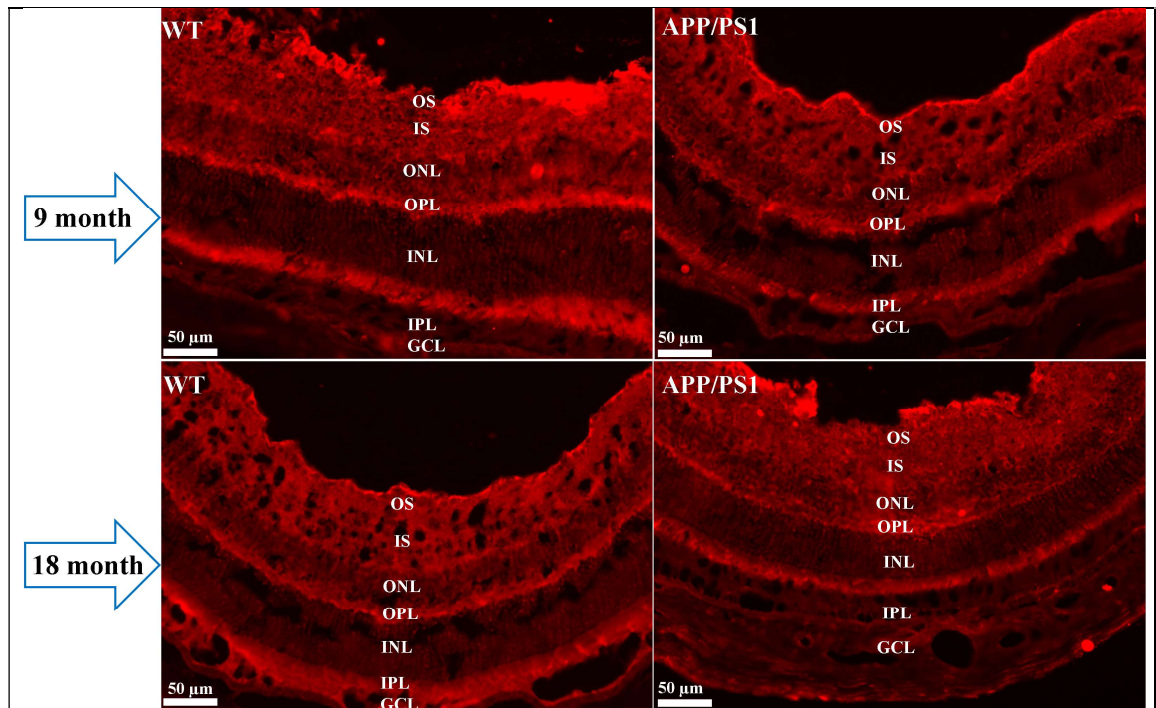 9 month
WT
OS
IS
ONL
OPL
INL
IPL
GCL
50 µm
APP/PS1
OS
IS
ONL
OPL
INL
IPL
GCL
50 µm
18 month
WT
OS
IS
ONL
OPL
INL
IPL
GCL
50 µm
APP/PS1
OS
IS
ONL
OPL
INL
IPL
GCL
50 µm